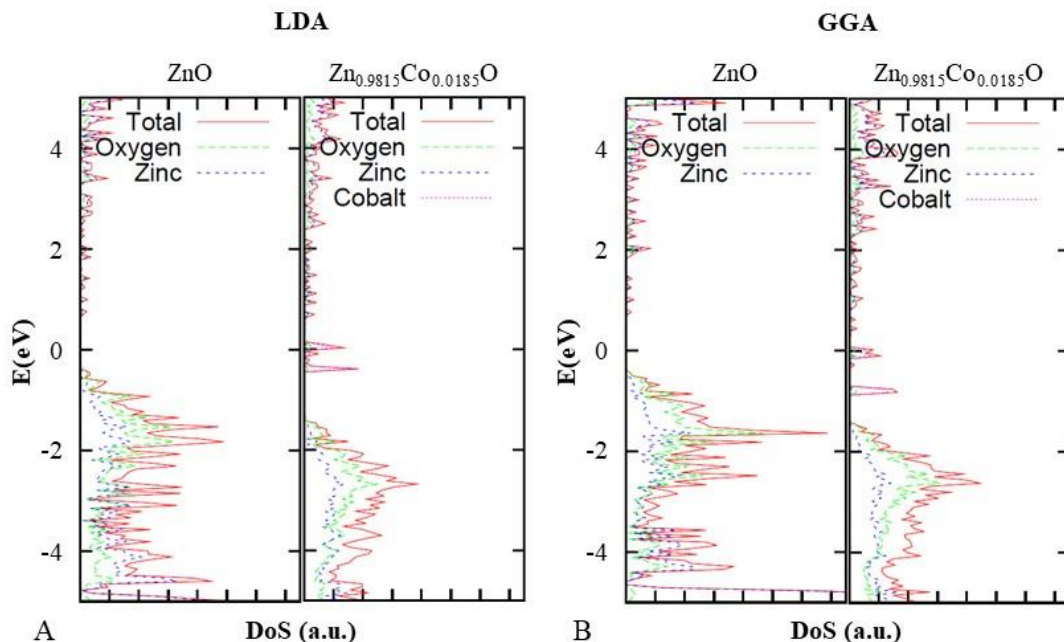 LDA
GGA
ZnO
Zn₀.₉₈₁₅Co₀.₀₁₈₅O
ZnO
Zn₀.₉₈₁₅Co₀.₀₁₈₅O
Total
Oxygen
Zinc
Total
Oxygen
Zinc
Cobalt
Total
Oxygen
Zinc
Total
Oxygen
Zinc
Cobalt
4
2
0
-2
-4
E(eV)
4
2
0
-2
-4
E(eV)
A
DoS (a.u.)
B
DoS (a.u.)